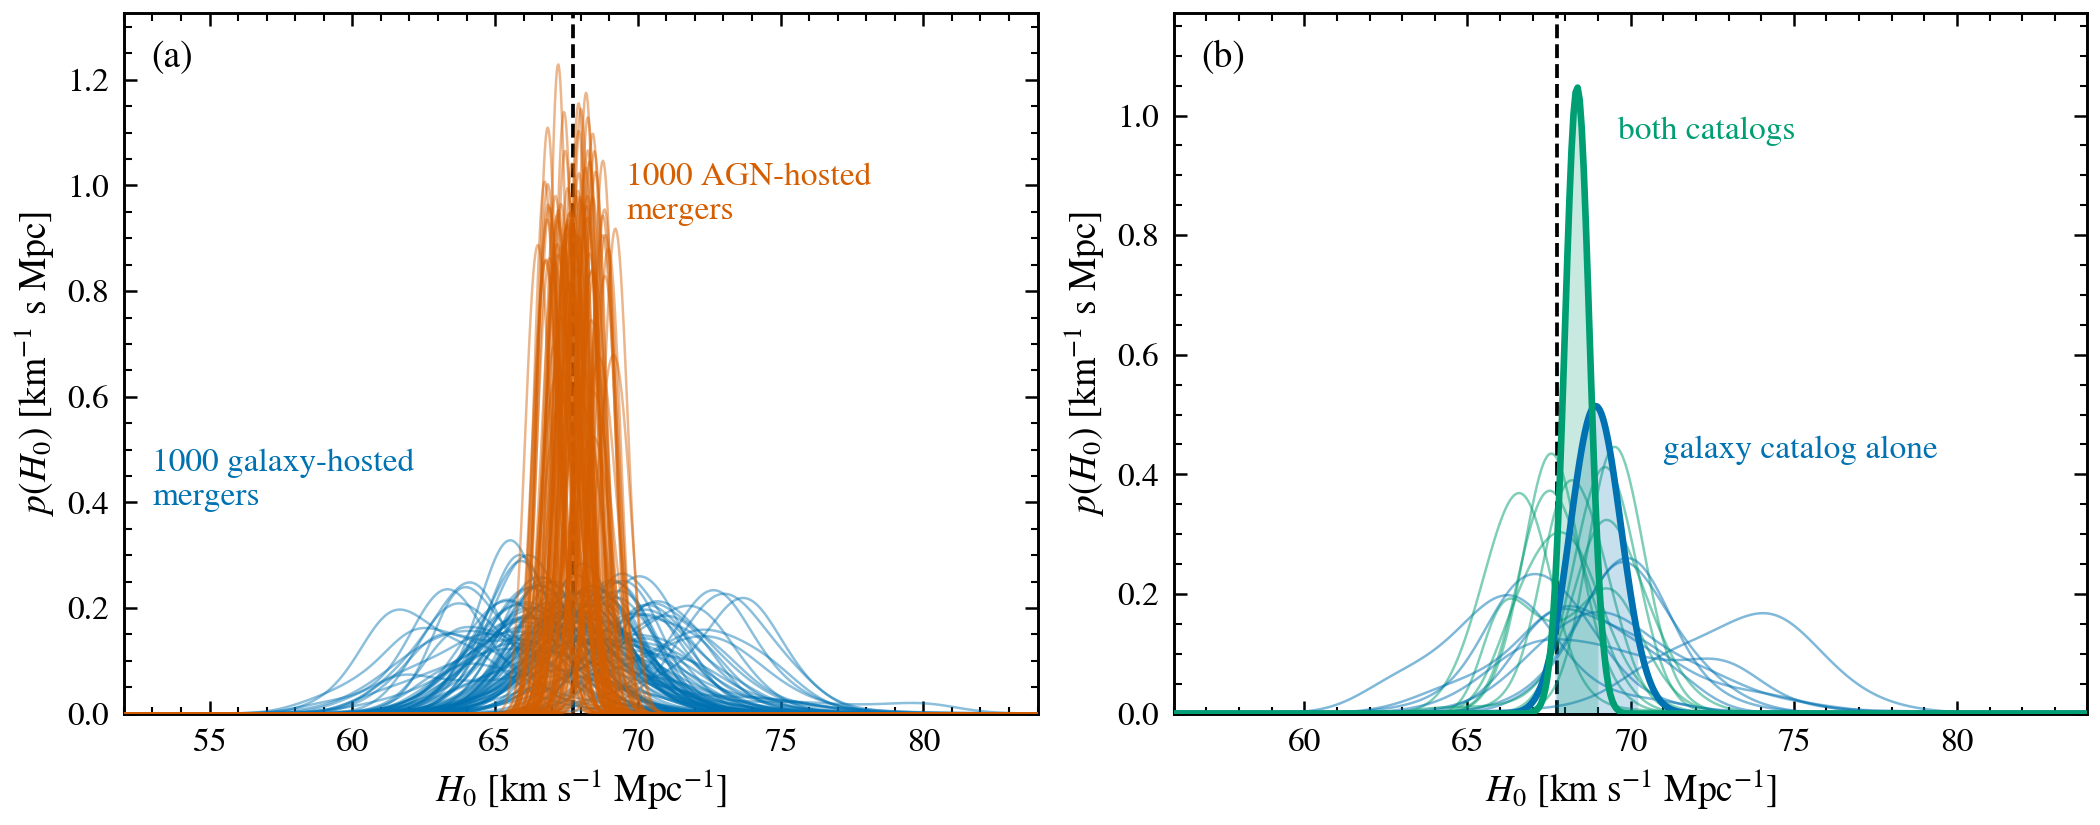 (a)
1.2
1.0
0.8
0.6
0.4
0.2
0.0
p(H₀) [km⁻¹ s Mpc]
1000 AGN-hosted
mergers
1000 galaxy-hosted
mergers
55 60 65 70 75 80
H₀ [km s⁻¹ Mpc⁻¹]
(b)
1.0
0.8
0.6
0.4
0.2
0.0
p(H₀) [km⁻¹ s Mpc]
both catalogs
galaxy catalog alone
60 65 70 75 80
H₀ [km s⁻¹ Mpc⁻¹]